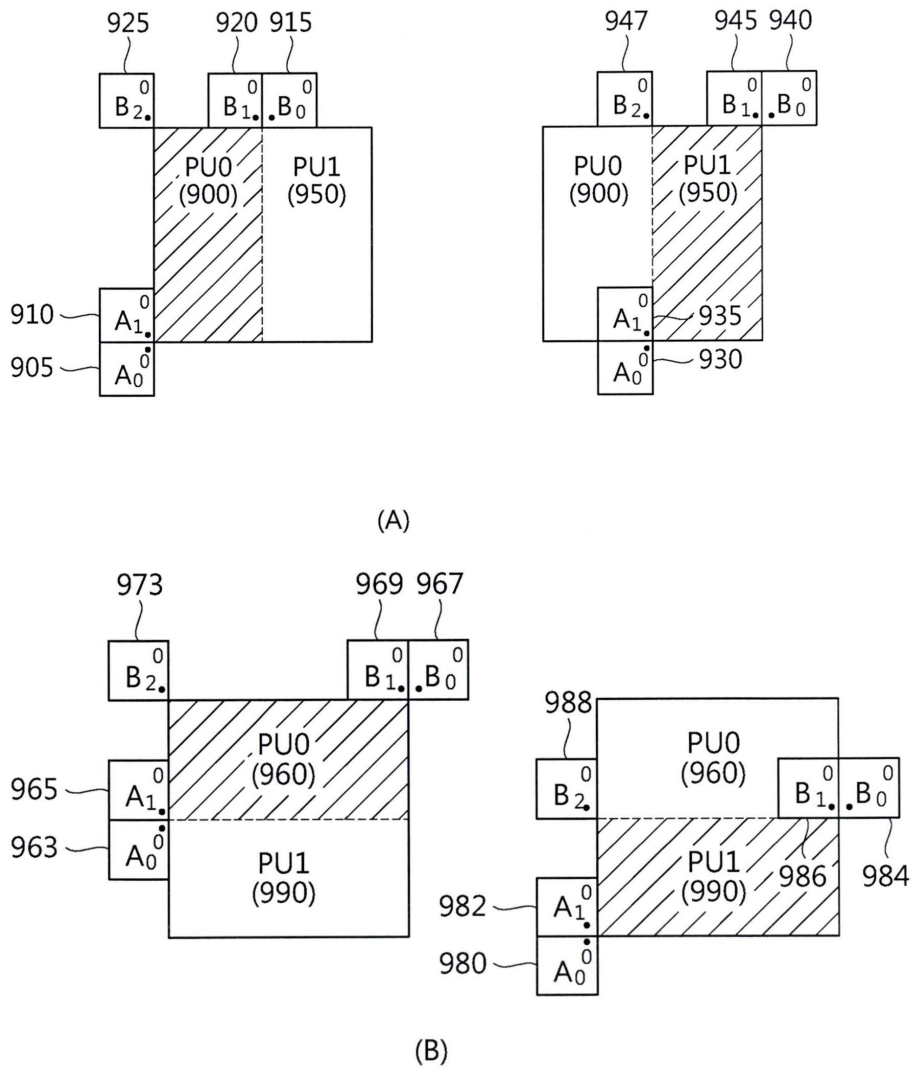 925 920 915 947 945 940
0 0 0 0 0 0
B2 B1 B0 B2 B1 B0
PU0 PU1 PU0 PU1
(900) (950) (900) (950)
910 A1 0 A1 0 935
905 A0 0 A0 0 930
(A)
973 969 967
0 0 0
B2 B1 B0
988
PU0 PU0
(960) (960)
965 A1 0 B2 0 B1 0 B0 0
963 A0 0
PU1 PU1
(990) (990) 986 984
982 A1 0
980 A0 0
(B)